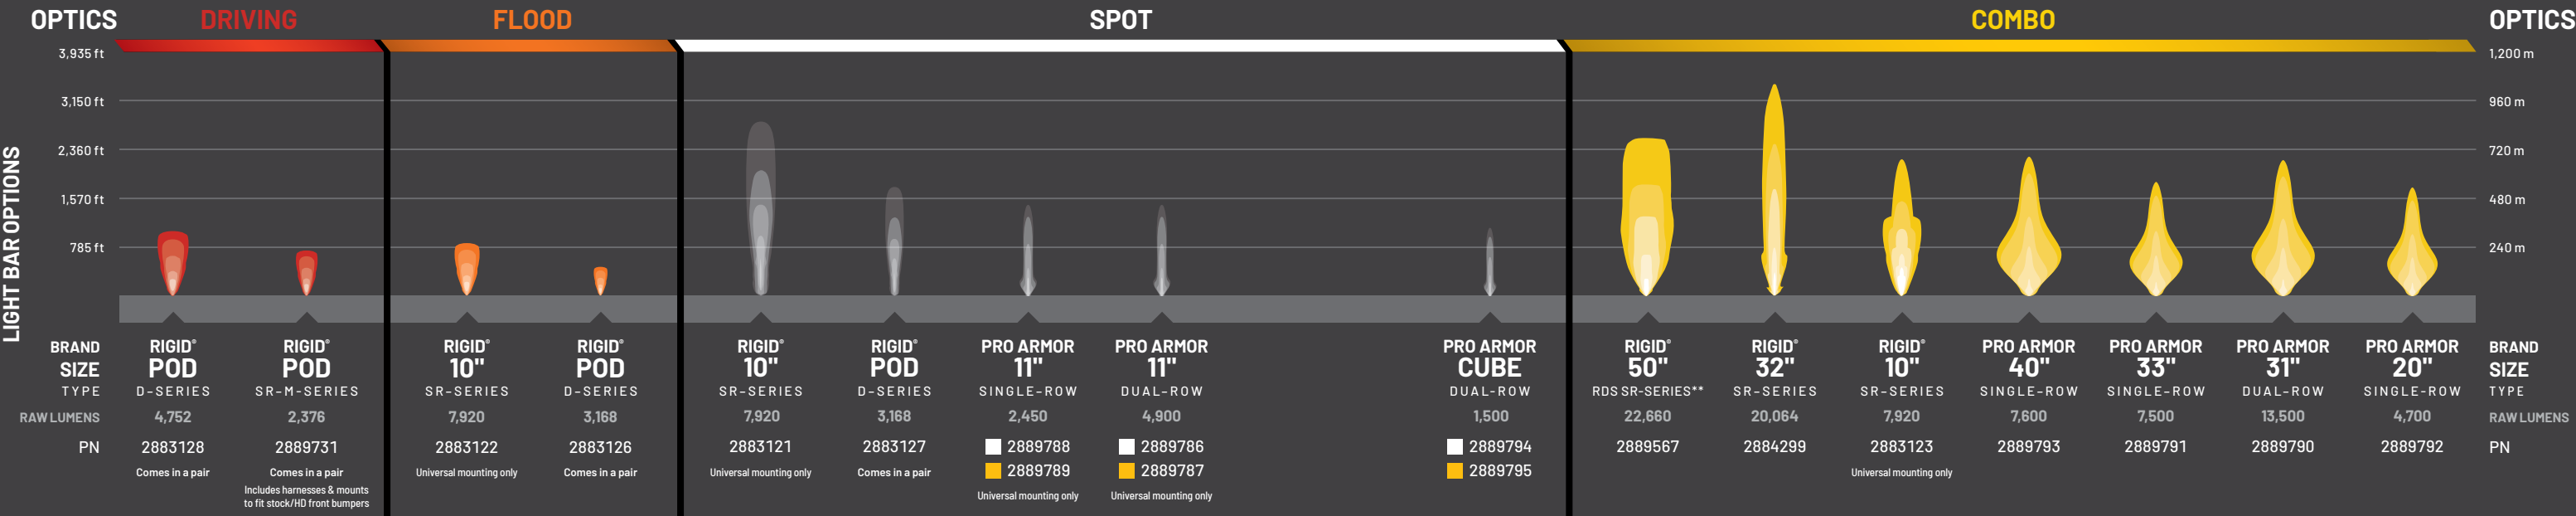 OPTICS DRIVING FLOOD SPOT COMBO OPTICS
3,935 ft 1,200 m
3,150 ft 960 m
2,360 ft 720 m
1,570 ft 480 m
785 ft 240 m
LIGHT BAR OPTIONS
BRAND RIGID® RIGID® RIGID® RIGID® RIGID® RIGID® PRO ARMOR PRO ARMOR PRO ARMOR RIGID® RIGID® RIGID® PRO ARMOR PRO ARMOR PRO ARMOR PRO ARMOR BRAND
SIZE POD POD 10" POD 10" POD 11" 11" CUBE 50" 32" 10" 40" 33" 31" 20" SIZE
TYPE D-SERIES SR-M-SERIES SR-SERIES D-SERIES SR-SERIES D-SERIES SINGLE-ROW DUAL-ROW DUAL-ROW RDS SR-SERIES** SR-SERIES SR-SERIES SINGLE-ROW SINGLE-ROW DUAL-ROW SINGLE-ROW TYPE
RAW LUMENS 4,752 2,376 7,920 3,168 7,920 3,168 2,450 4,900 1,500 22,660 20,064 7,920 7,600 7,500 13,500 4,700 RAW LUMENS
PN 2883128 2889731 2883122 2883126 2883121 2883127 2889788 2889786 2889794 2889567 2884299 2883123 2889793 2889791 2889790 2889792 PN
Comes in a pair Comes in a pair Universal mounting only Comes in a pair Universal mounting only Comes in a pair 2889789 2889787 2889795 Universal mounting only
Includes harnesses & mounts Universal mounting only Universal mounting only
to fit stock/HD front bumpers